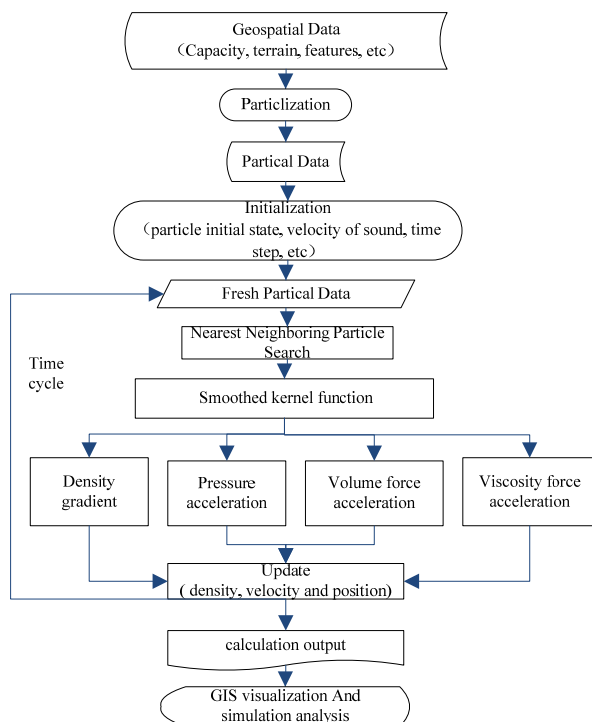 Geospatial Data
（Capacity, terrain, features, etc）
Particlization
Partical Data
Initialization
（particle initial state, velocity of sound, time
step, etc）
Fresh Partical Data
Time
cycle
Nearest Neighboring Particle
Search
Smoothed kernel function
Density
gradient
Pressure
acceleration
Volume force
acceleration
Viscosity force
acceleration
Update
( density, velocity and position)
calculation output
GIS visualization And
simulation analysis